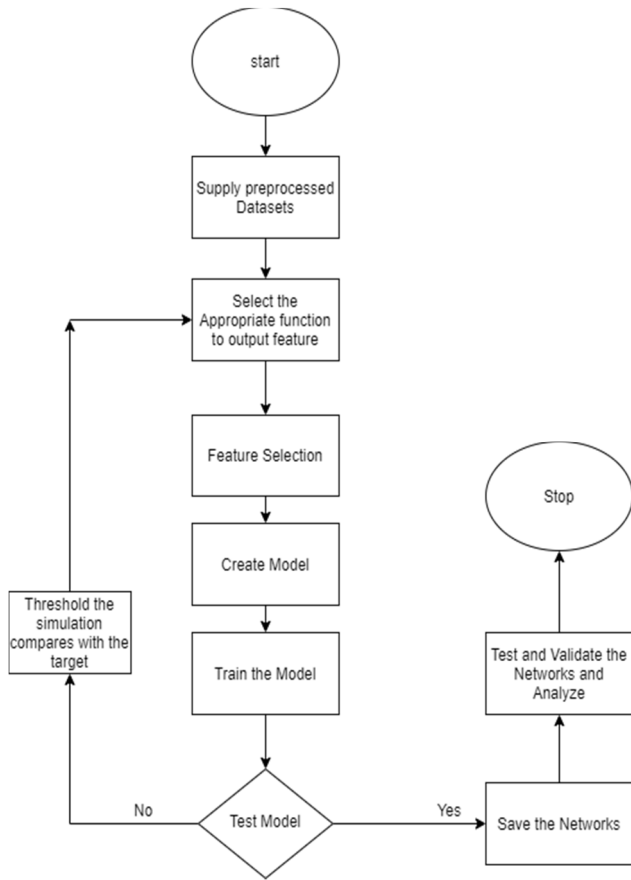 start
Supply preprocessed
Datasets
Select the
Appropriate function
to output feature
Feature Selection
Create Model
Train the Model
Test Model
No
Threshold the
simulation
compares with the
target
Yes
Save the Networks
Test and Validate the
Networks and
Analyze
Stop